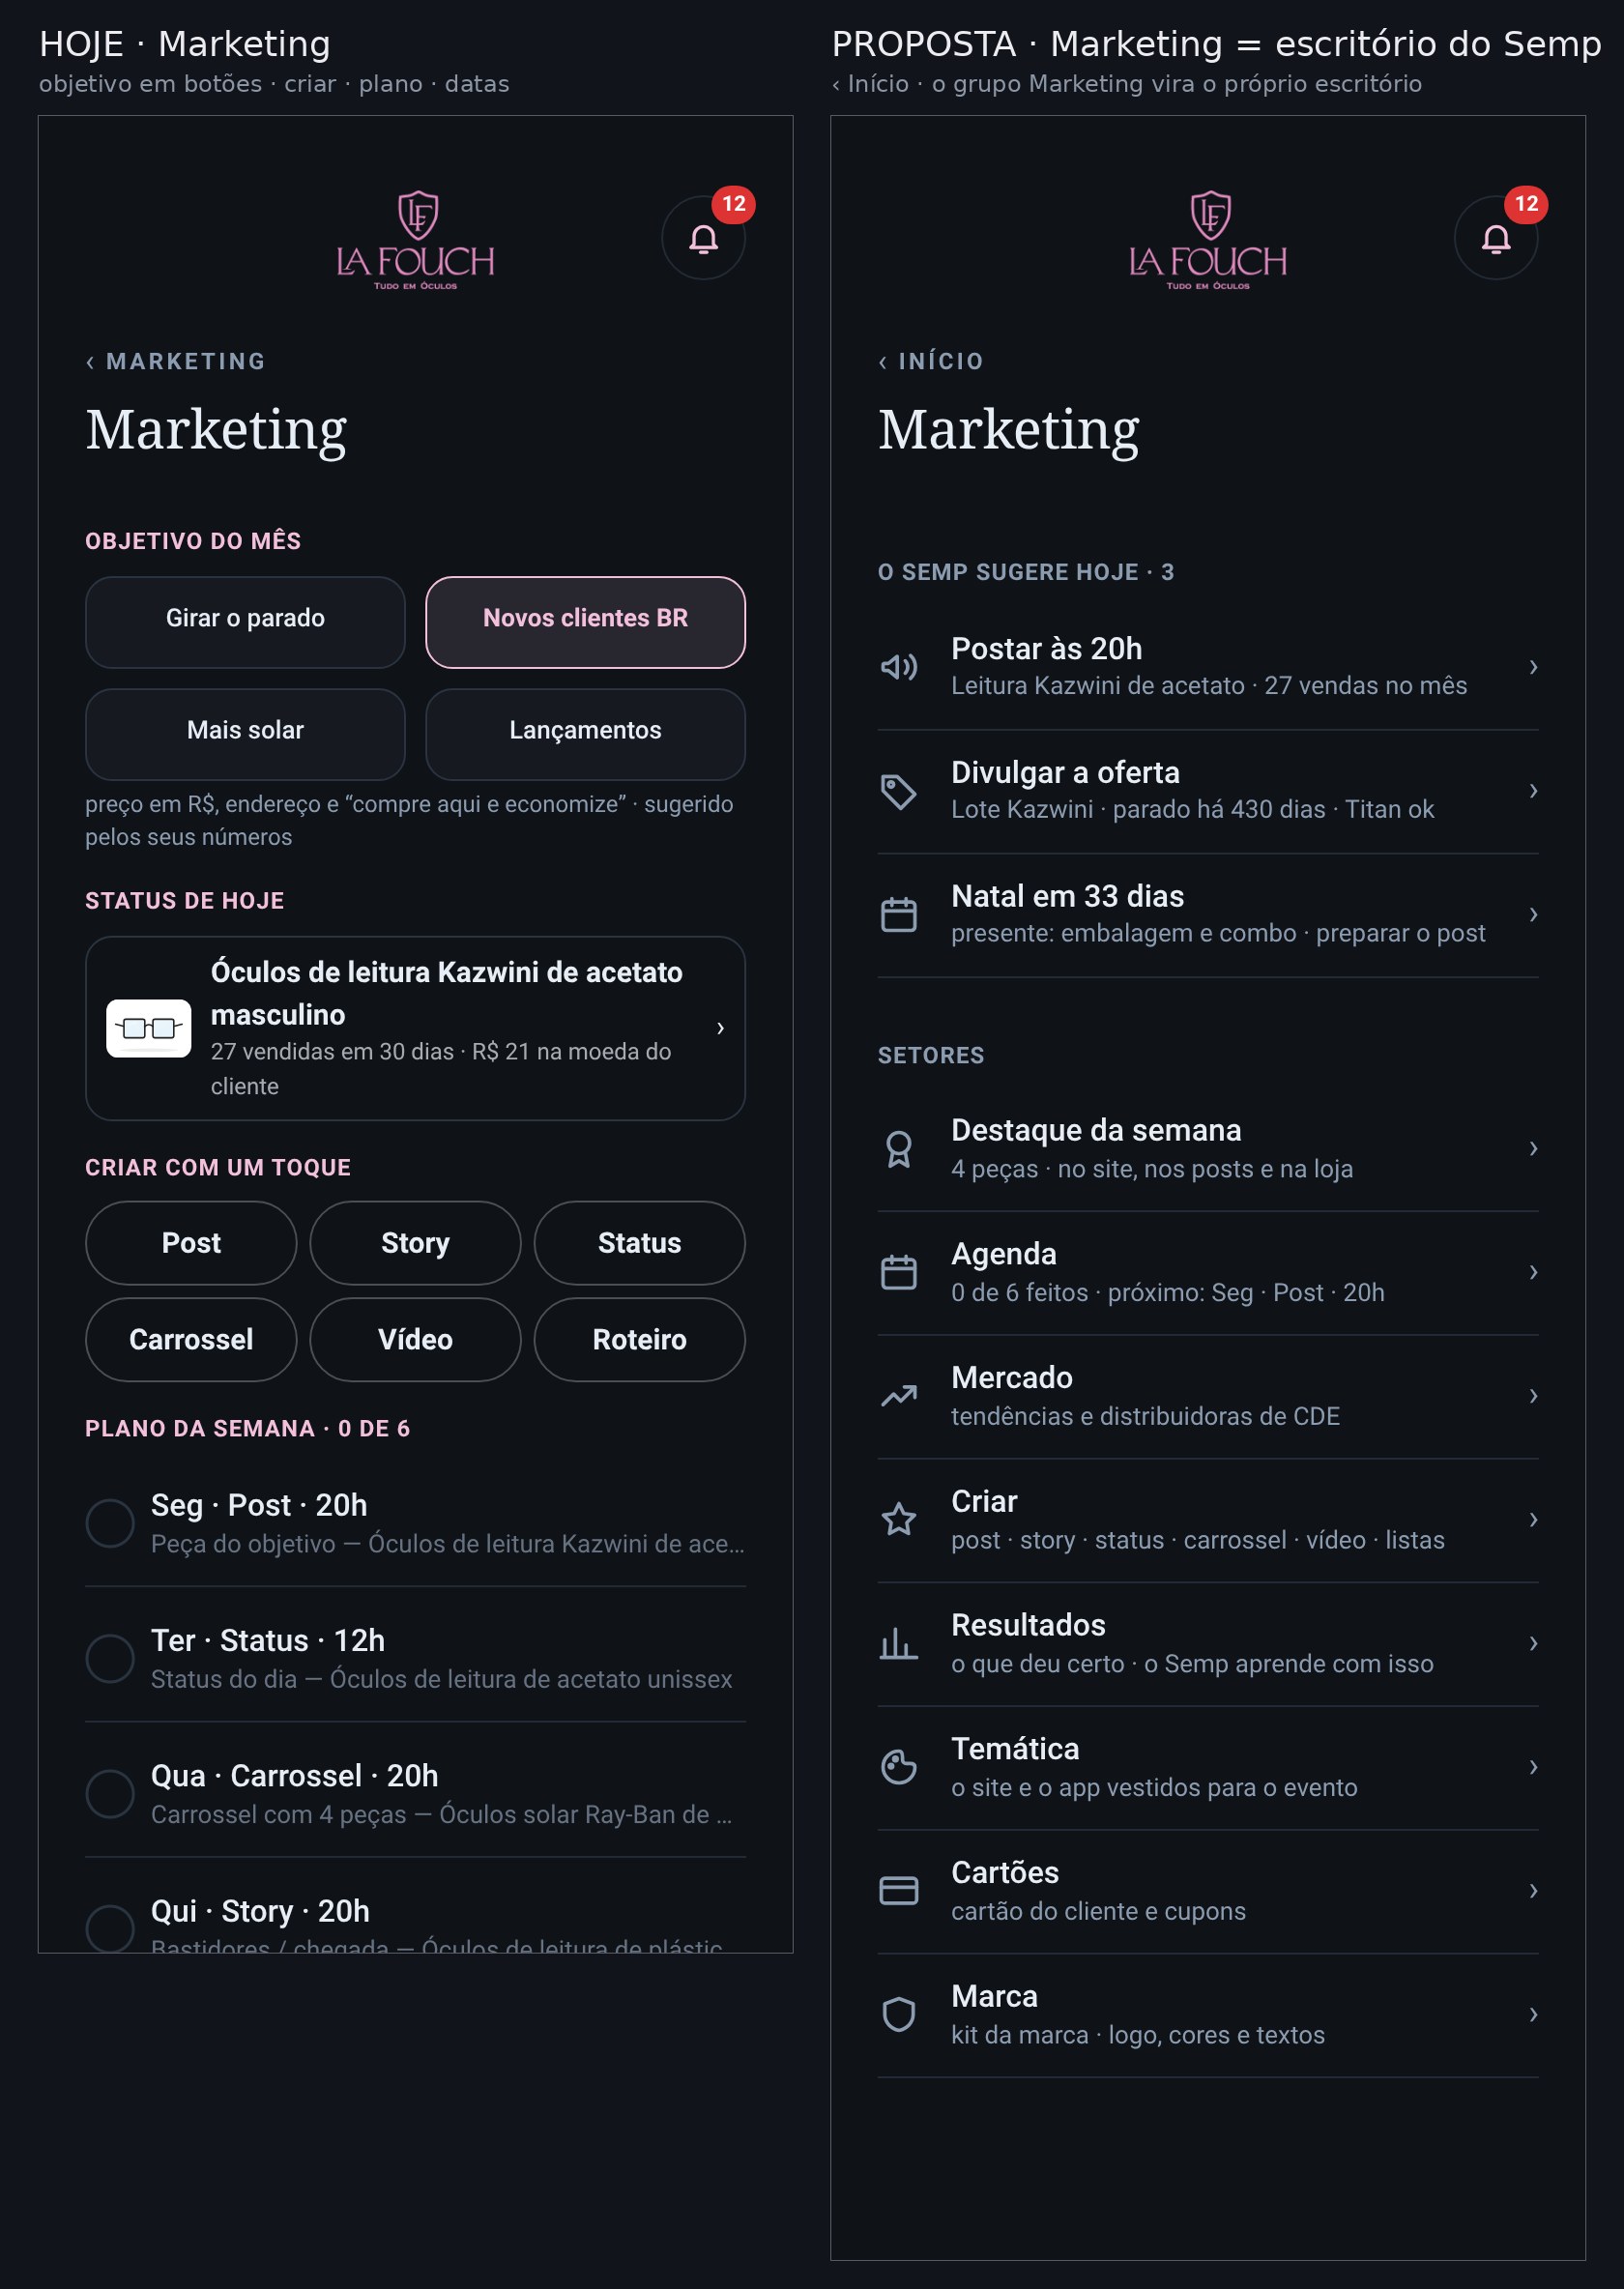 HOJE · Marketing
objetivo em botões · criar · plano · datas
LF
LA FOUCH
TUDO EM ÓCULOS
12
‹ MARKETING
Marketing
OBJETIVO DO MÊS
Girar o parado
Novos clientes BR
Mais solar
Lançamentos
preço em R$, endereço e “compre aqui e economize” · sugerido
pelos seus números
STATUS DE HOJE
Óculos de leitura Kazwini de acetato
masculino
27 vendidas em 30 dias · R$ 21 na moeda do
cliente
›
CRIAR COM UM TOQUE
Post
Story
Status
Carrossel
Vídeo
Roteiro
PLANO DA SEMANA · 0 DE 6
Seg · Post · 20h
Peça do objetivo — Óculos de leitura Kazwini de ace…
Ter · Status · 12h
Status do dia — Óculos de leitura de acetato unissex
Qua · Carrossel · 20h
Carrossel com 4 peças — Óculos solar Ray-Ban de …
Qui · Story · 20h
Bastidores / chegada — Óculos de leitura de plástic
PROPOSTA · Marketing = escritório do Semp
‹ Início · o grupo Marketing vira o próprio escritório
LF
LA FOUCH
TUDO EM ÓCULOS
12
‹ INÍCIO
Marketing
O SEMP SUGERE HOJE · 3
Postar às 20h
Leitura Kazwini de acetato · 27 vendas no mês
›
Divulgar a oferta
Lote Kazwini · parado há 430 dias · Titan ok
›
Natal em 33 dias
presente: embalagem e combo · preparar o post
›
SETORES
Destaque da semana
4 peças · no site, nos posts e na loja
›
Agenda
0 de 6 feitos · próximo: Seg · Post · 20h
›
Mercado
tendências e distribuidoras de CDE
›
Criar
post · story · status · carrossel · vídeo · listas
›
Resultados
o que deu certo · o Semp aprende com isso
›
Temática
o site e o app vestidos para o evento
›
Cartões
cartão do cliente e cupons
›
Marca
kit da marca · logo, cores e textos
›